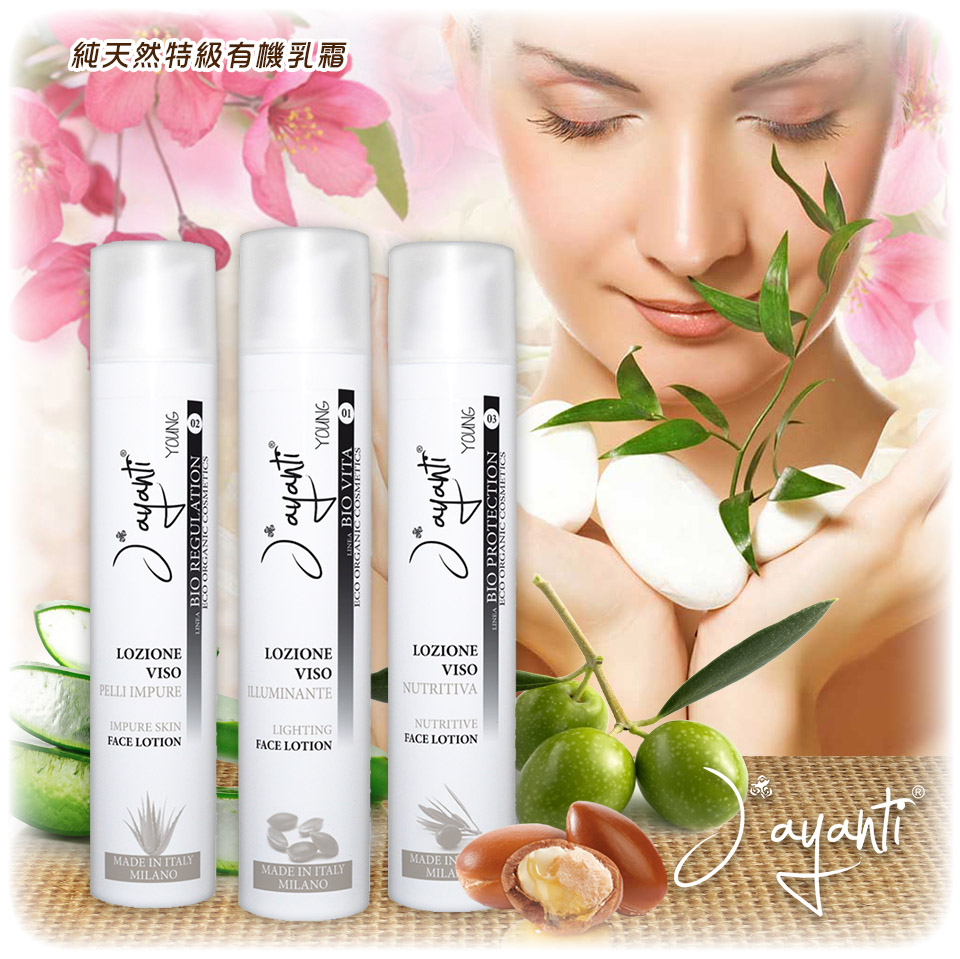 純天然特級有機乳霜
Jayanti®
YOUNG
02
LINEA BIO REGULATION
ECO ORGANIC COSMETICS
LOZIONE
VISO
PELLI IMPURE
IMPURE SKIN
FACE LOTION
MADE IN ITALY
MILANO
Jayanti®
YOUNG
01
LINEA BIO VITA
ECO ORGANIC COSMETICS
LOZIONE
VISO
ILLUMINANTE
LIGHTING
FACE LOTION
MADE IN ITALY
MILANO
Jayanti®
YOUNG
03
LINEA BIO PROTECTION
ECO ORGANIC COSMETICS
LOZIONE
VISO
NUTRITIVA
NUTRITIVE
FACE LOTION
MADE IN
MILA
Jayanti®